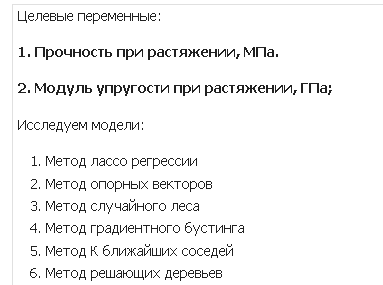 Целевые переменные:
1. Прочность при растяжении, МПа.
2. Модуль упругости при растяжении, ГПа;
Исследуем модели:
1. Метод лассо регрессии
2. Метод опорных векторов
3. Метод случайного леса
4. Метод градиентного бустинга
5. Метод К ближайших соседей
6. Метод решающих деревьев